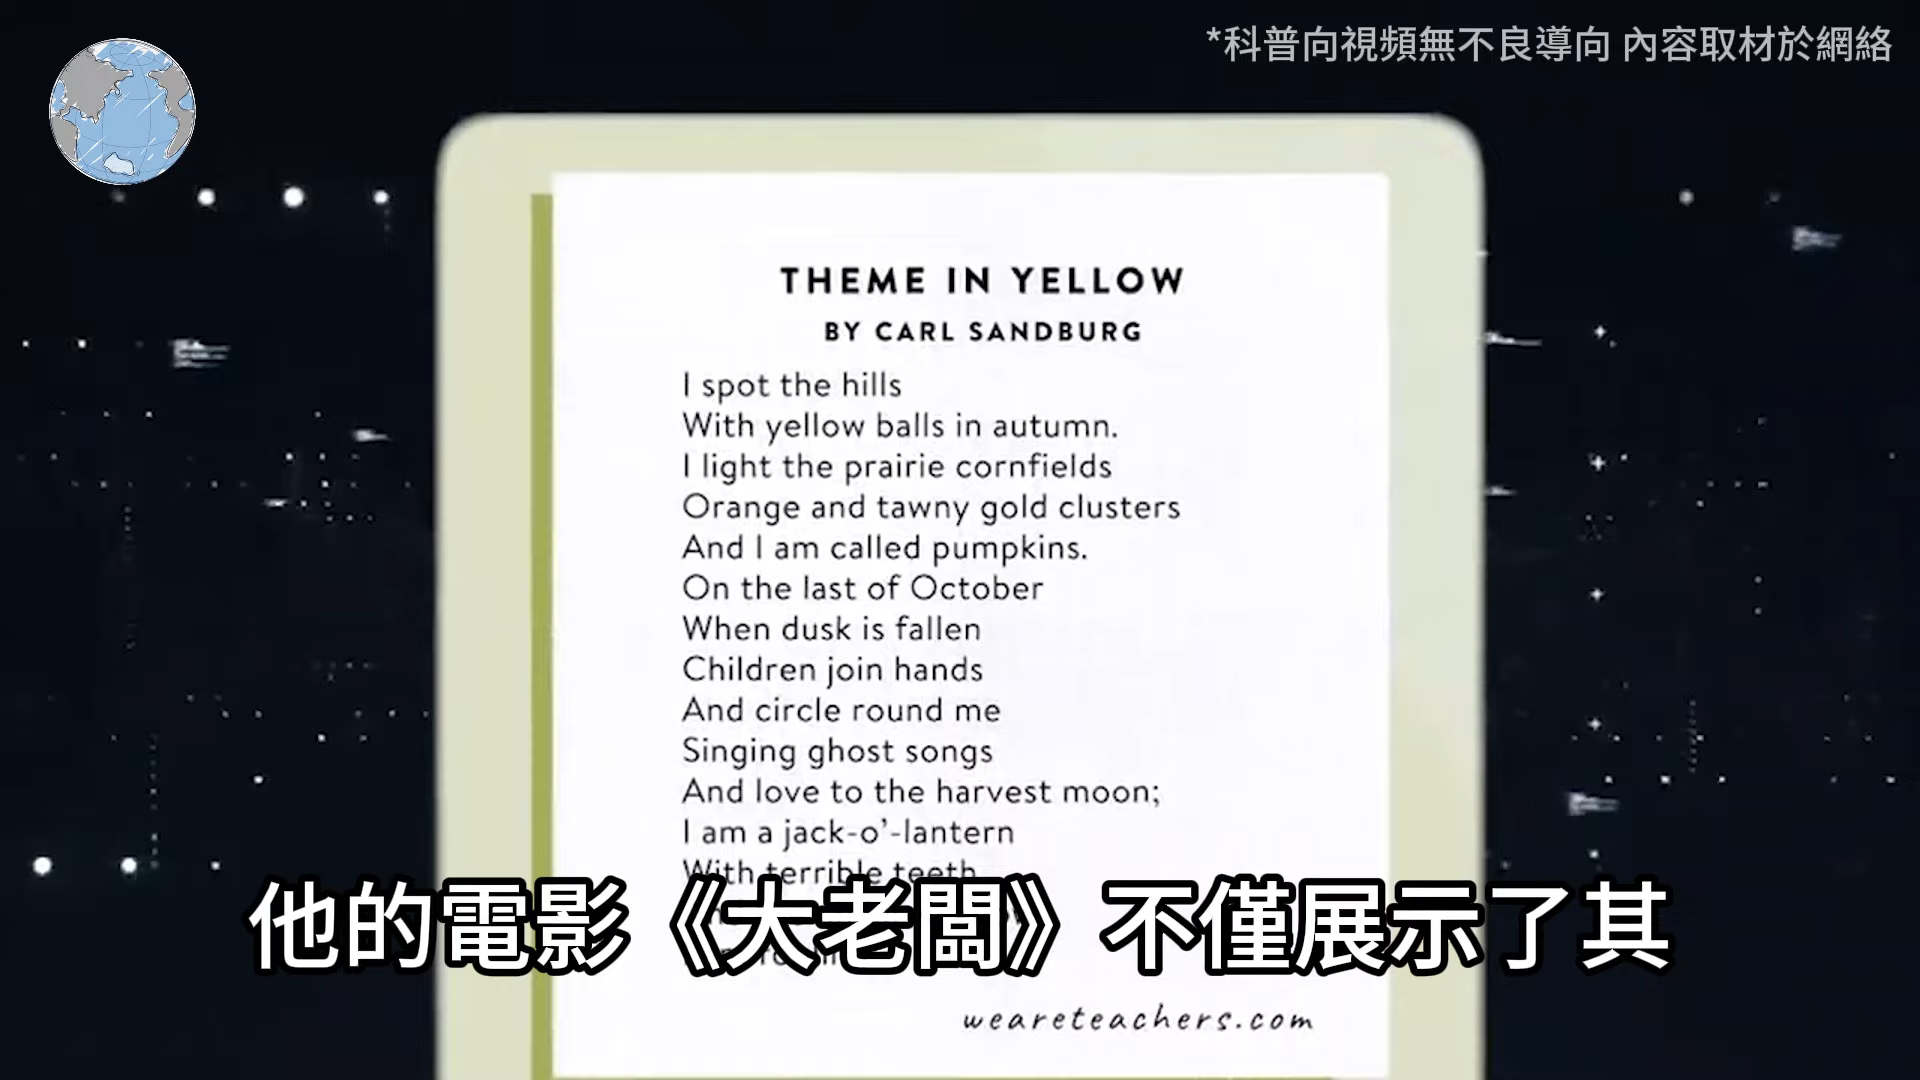 *科普向視頻無不良導向 內容取材於網絡
THEME IN YELLOW
BY CARL SANDBURG
I spot the hills
With yellow balls in autumn.
I light the prairie cornfields
Orange and tawny gold clusters
And I am called pumpkins.
On the last of October
When dusk is fallen
Children join hands
And circle round me
Singing ghost songs
And love to the harvest moon;
I am a jack-o’-lantern
With terrible teeth
他的電影《大老闆》不僅展示了其
weareteachers.com